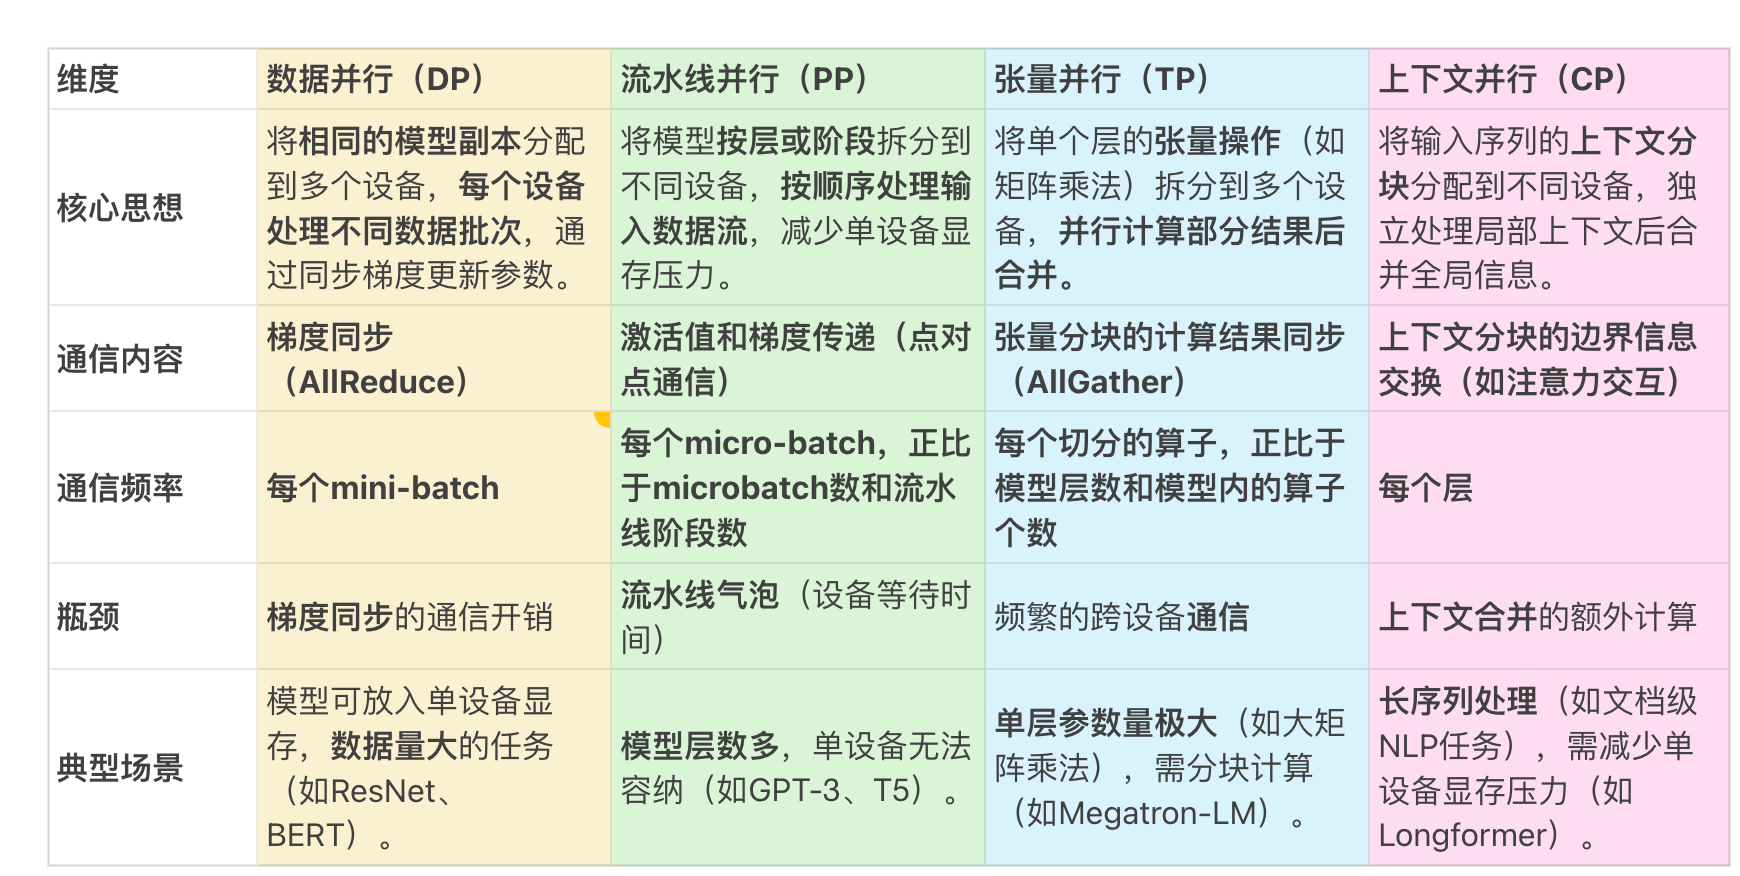 维度
数据并行（DP）
流水线并行（PP）
张量并行（TP）
上下文并行（CP）
核心思想
将相同的模型副本分配
到多个设备，每个设备
处理不同数据批次，通
过同步梯度更新参数。
将模型按层或阶段拆分到
不同设备，按顺序处理输
入数据流，减少单设备显
存压力。
将单个层的张量操作（如
矩阵乘法）拆分到多个设
备，并行计算部分结果后
合并。
将输入序列的上下文分
块分配到不同设备，独
立处理局部上下文后合
并全局信息。
通信内容
梯度同步
（AllReduce）
激活值和梯度传递（点对
点通信）
张量分块的计算结果同步
（AllGather）
上下文分块的边界信息
交换（如注意力交互）
通信频率
每个mini-batch
每个micro-batch，正比
于microbatch数和流水
线阶段数
每个切分的算子，正比于
模型层数和模型内的算子
个数
每个层
瓶颈
梯度同步的通信开销
流水线气泡（设备等待时
间）
频繁的跨设备通信
上下文合并的额外计算
典型场景
模型可放入单设备显
存，数据量大的任务
（如ResNet、
BERT）。
模型层数多，单设备无法
容纳（如GPT-3、T5）。
单层参数量极大（如大矩
阵乘法），需分块计算
（如Megatron-LM）。
长序列处理（如文档级
NLP任务），需减少单
设备显存压力（如
Longformer）。